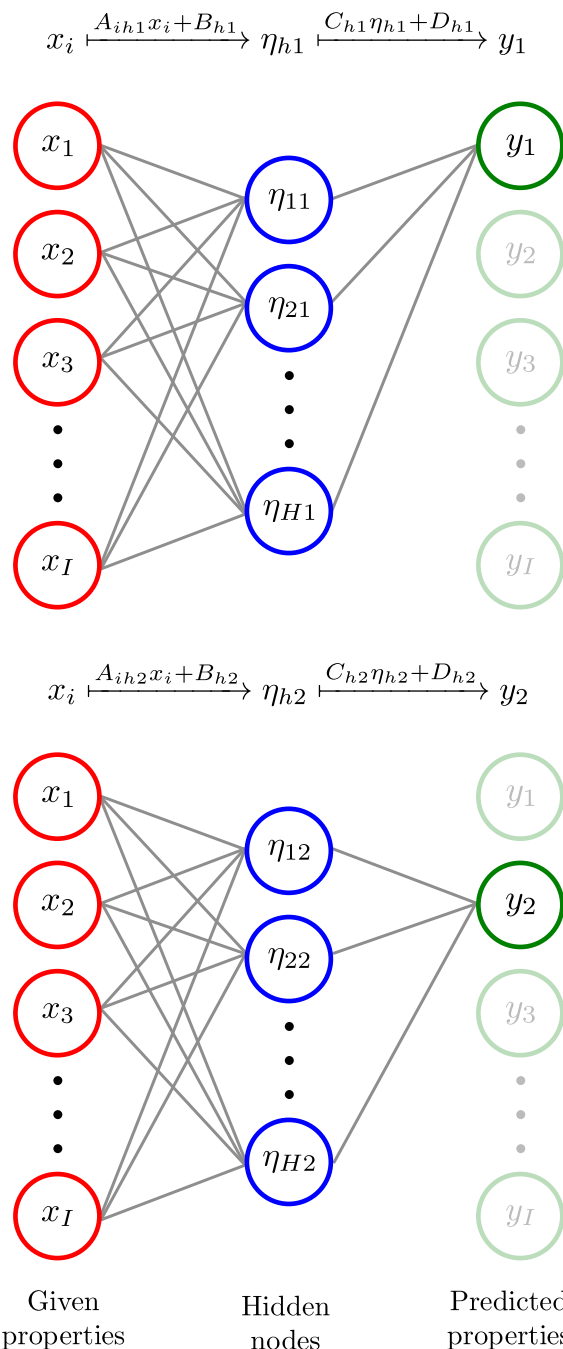 x_i A_{ih1}x_i+B_{h1} η_{h1} C_{h1}η_{h1}+D_{h1} y_1
x_1 η_{11} y_1
x_2 η_{21} y_2
x_3 y_3
x_I η_{H1} y_I
x_i A_{ih2}x_i+B_{h2} η_{h2} C_{h2}η_{h2}+D_{h2} y_2
x_1 η_{12} y_1
x_2 η_{22} y_2
x_3 y_3
x_I η_{H2} y_I
Given Hidden Predicted
properties nodes properties